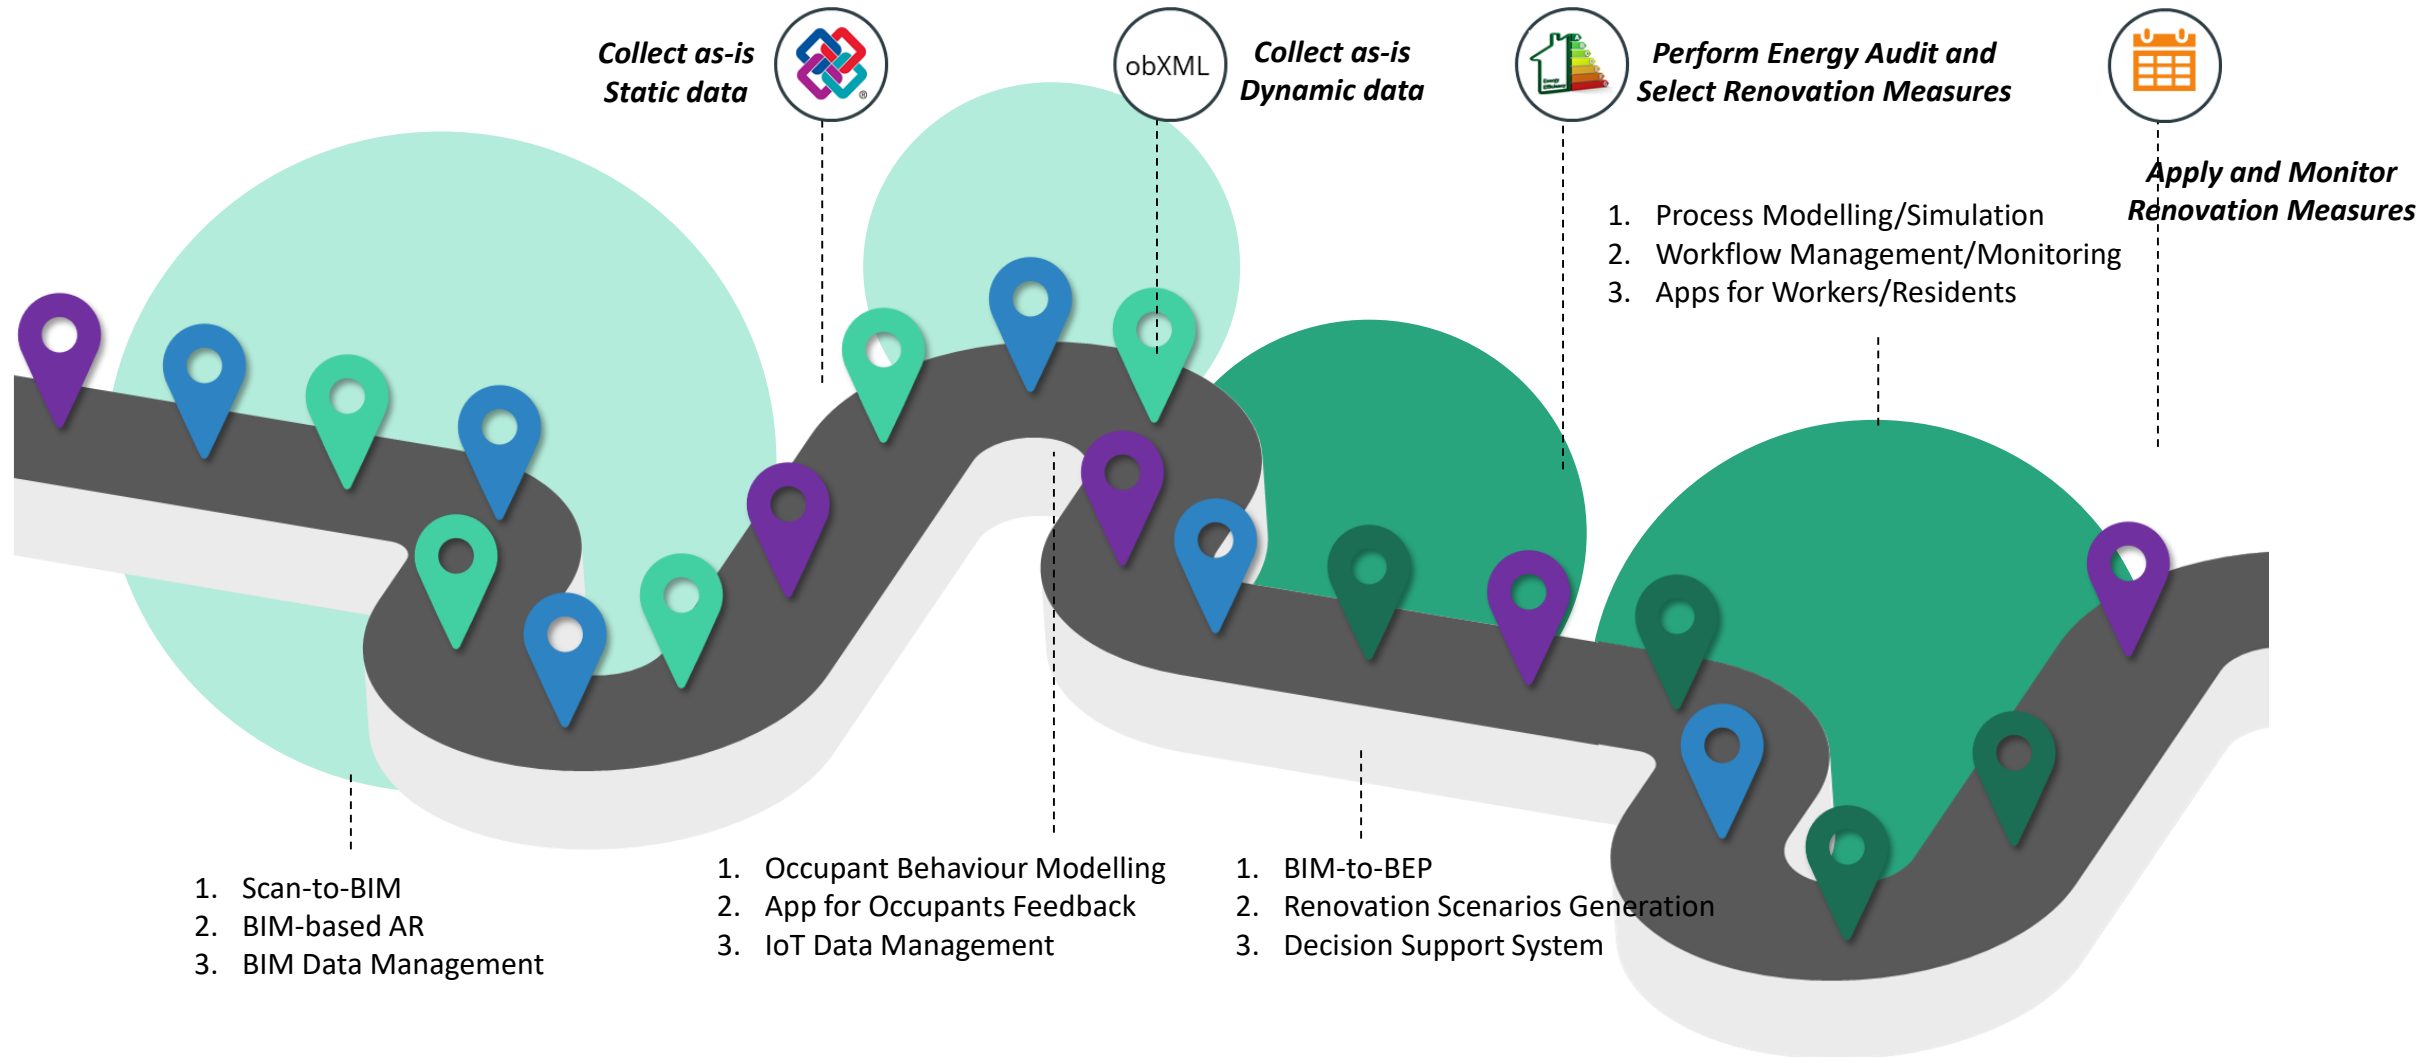 Collect as-is
Static data
®
obXML
Collect as-is
Dynamic data
Energy
Efficiency
Perform Energy Audit and
Select Renovation Measures
Apply and Monitor
Renovation Measures
1. Process Modelling/Simulation
2. Workflow Management/Monitoring
3. Apps for Workers/Residents
1. Scan-to-BIM
2. BIM-based AR
3. BIM Data Management
1. Occupant Behaviour Modelling
2. App for Occupants Feedback
3. IoT Data Management
1. BIM-to-BEP
2. Renovation Scenarios Generation
3. Decision Support System